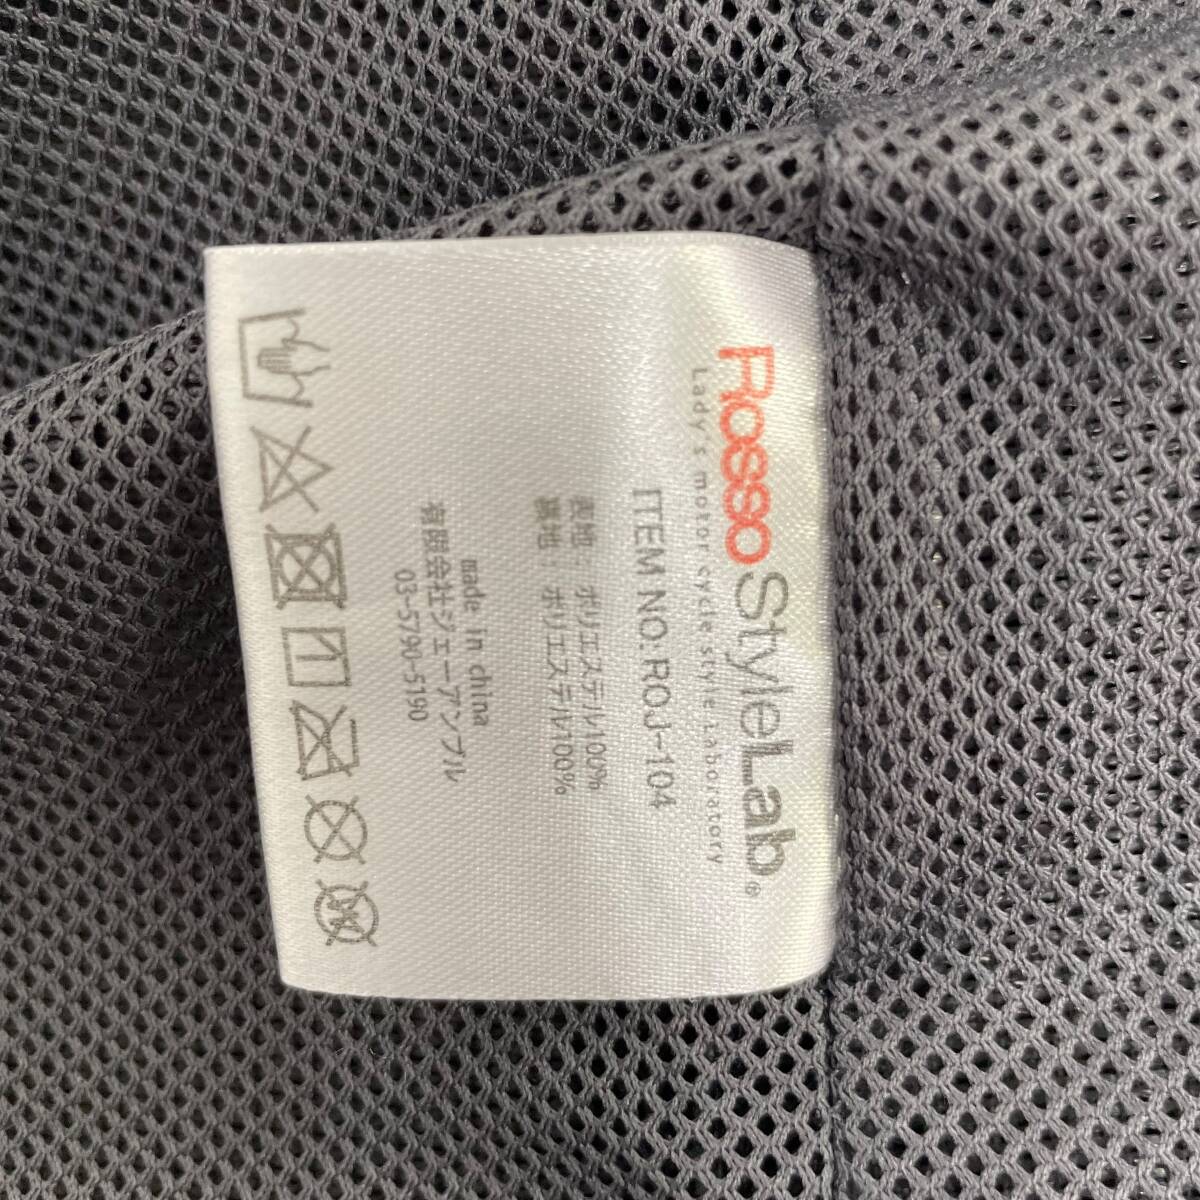 Rosso StyleLab®
Lady's motor cycle style Laboratory
ITEM NO:ROJ-104
表地：ポリエステル100%
裏地：ポリエステル100%
made in china
有限会社ジェーアンブル
03-5790-5190
W